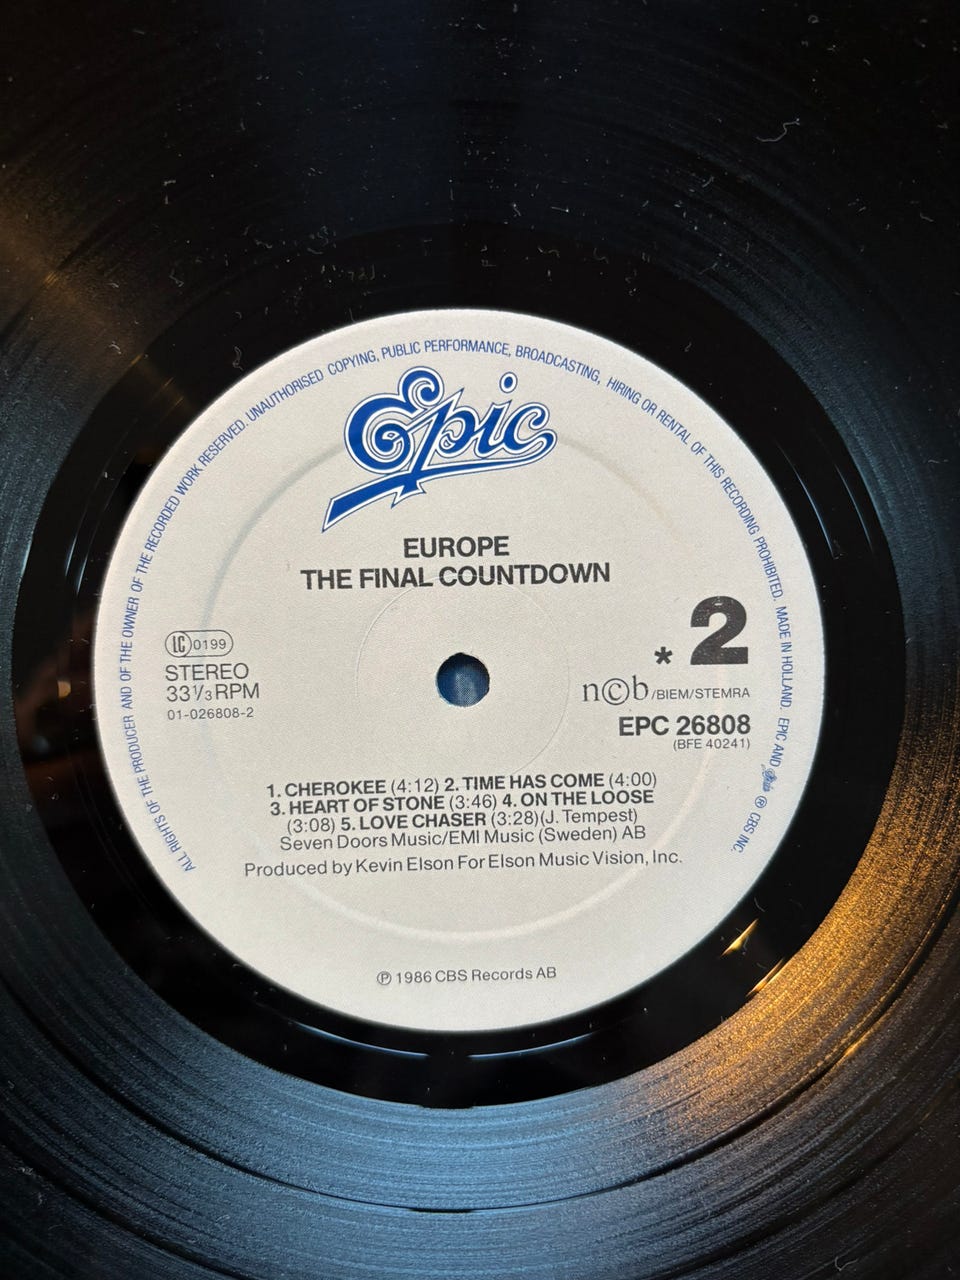 ALL RIGHTS OF THE PRODUCER AND OF THE OWNER OF THE RECORDED WORK RESERVED. UNAUTHORISED COPYING, PUBLIC PERFORMANCE, BROADCASTING, HIRING OR RENTAL OF THIS RECORDING PROHIBITED. MADE IN HOLLAND. EPIC AND Epic ® CBS INC.
Epic
EUROPE
THE FINAL COUNTDOWN
LC 0199
STEREO
33 1/3 RPM
01-026808-2
* 2
n©b/BIEM/STEMRA
EPC 26808
(BFE 40241)
1. CHEROKEE (4:12) 2. TIME HAS COME (4:00)
3. HEART OF STONE (3:46) 4. ON THE LOOSE
(3:08) 5. LOVE CHASER (3:28)(J. Tempest)
Seven Doors Music/EMI Music (Sweden) AB
Produced by Kevin Elson For Elson Music Vision, Inc.
℗ 1986 CBS Records AB